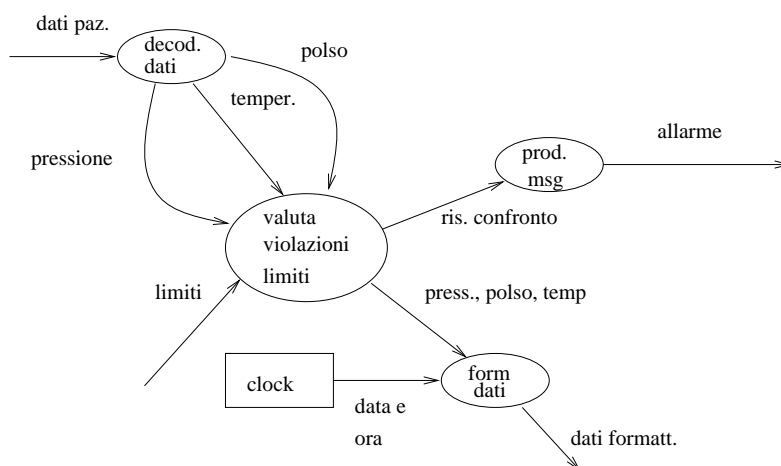 dati paz.
decod.
dati
polso
temper.
pressione
allarme
prod.
msg
valuta
violazioni
limiti
ris. confronto
limiti
press., polso, temp
clock
form
dati
data e
ora
dati formatt.